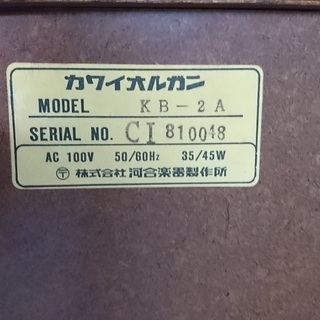 カワイオルガン
MODEL KB-2A
SERIAL NO. CI 810048
AC 100V 50/60Hz 35/45W
〒 株式会社 河合楽器製作所